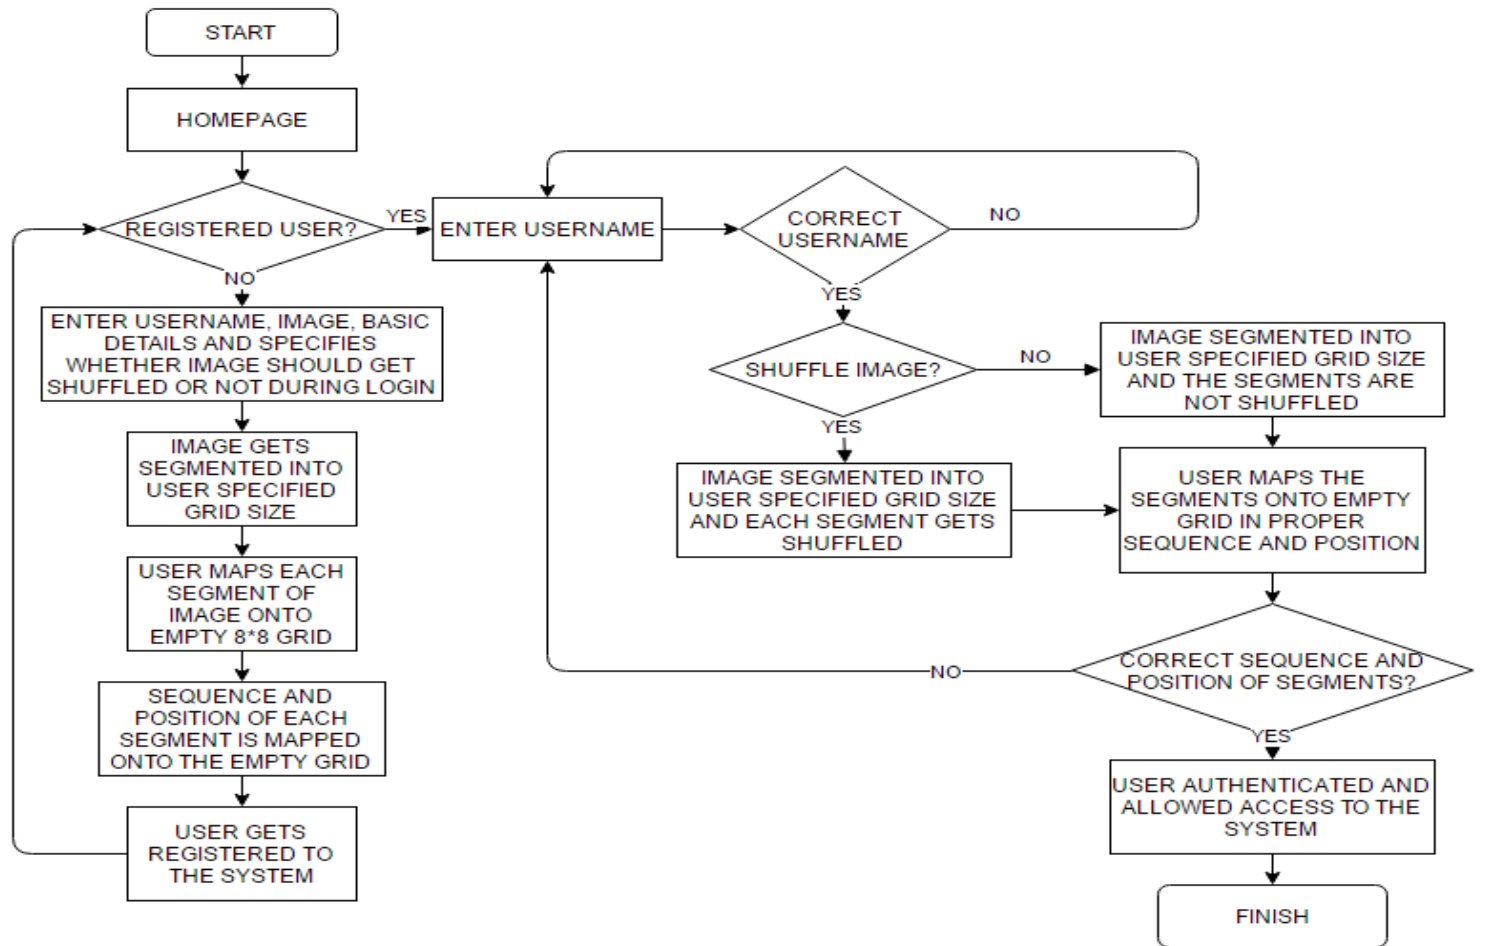 START
HOMEPAGE
REGISTERED USER?
YES
ENTER USERNAME
CORRECT
USERNAME
NO
NO
ENTER USERNAME, IMAGE, BASIC
DETAILS AND SPECIFIES
WHETHER IMAGE SHOULD GET
SHUFFLED OR NOT DURING LOGIN
IMAGE GETS
SEGMENTED INTO
USER SPECIFIED
GRID SIZE
USER MAPS EACH
SEGMENT OF
IMAGE ONTO
EMPTY 8*8 GRID
SEQUENCE AND
POSITION OF EACH
SEGMENT IS MAPPED
ONTO THE EMPTY GRID
USER GETS
REGISTERED TO
THE SYSTEM
YES
SHUFFLE IMAGE?
NO
IMAGE SEGMENTED INTO
USER SPECIFIED GRID SIZE
AND THE SEGMENTS ARE
NOT SHUFFLED
YES
IMAGE SEGMENTED INTO
USER SPECIFIED GRID SIZE
AND EACH SEGMENT GETS
SHUFFLED
USER MAPS THE
SEGMENTS ONTO EMPTY
GRID IN PROPER
SEQUENCE AND POSITION
CORRECT SEQUENCE AND
POSITION OF SEGMENTS?
NO
YES
USER AUTHENTICATED AND
ALLOWED ACCESS TO THE
SYSTEM
FINISH